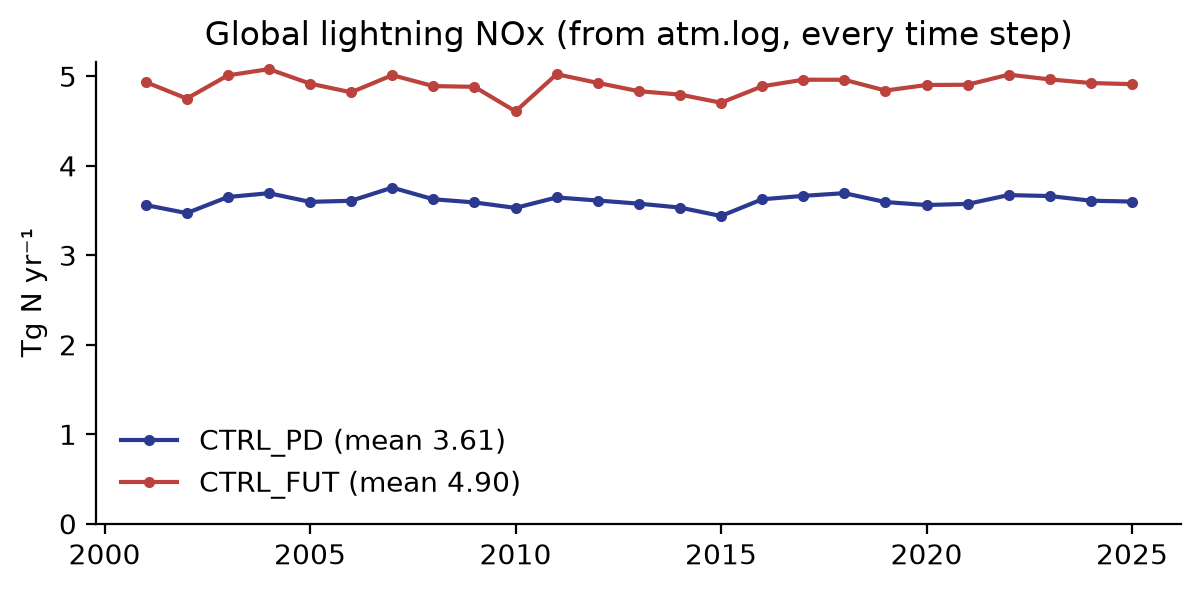 Global lightning NOx (from atm.log, every time step)
Tg N yr⁻¹
5
4
3
2
1
0
CTRL_PD (mean 3.61)
CTRL_FUT (mean 4.90)
2000 2005 2010 2015 2020 2025